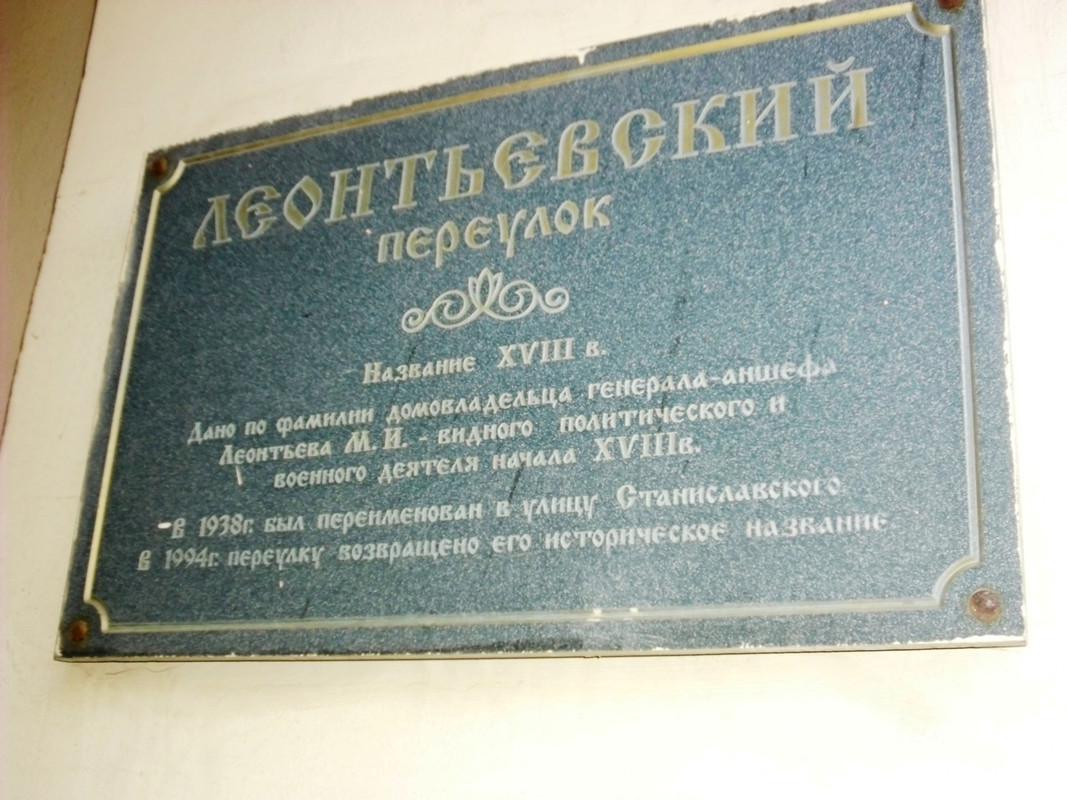 ЛЕОНТЬЕВСКИЙ
ПЕРЕУЛОК
Название XVIII в.
Дано по фамилии домовладельца генерала-аншефа
Леонтьева М.И. - видного политического и
военного деятеля начала XVIIIв.
в 1938г. был переименован в улицу Станиславского
в 1994г. переулку возвращено его историческое название